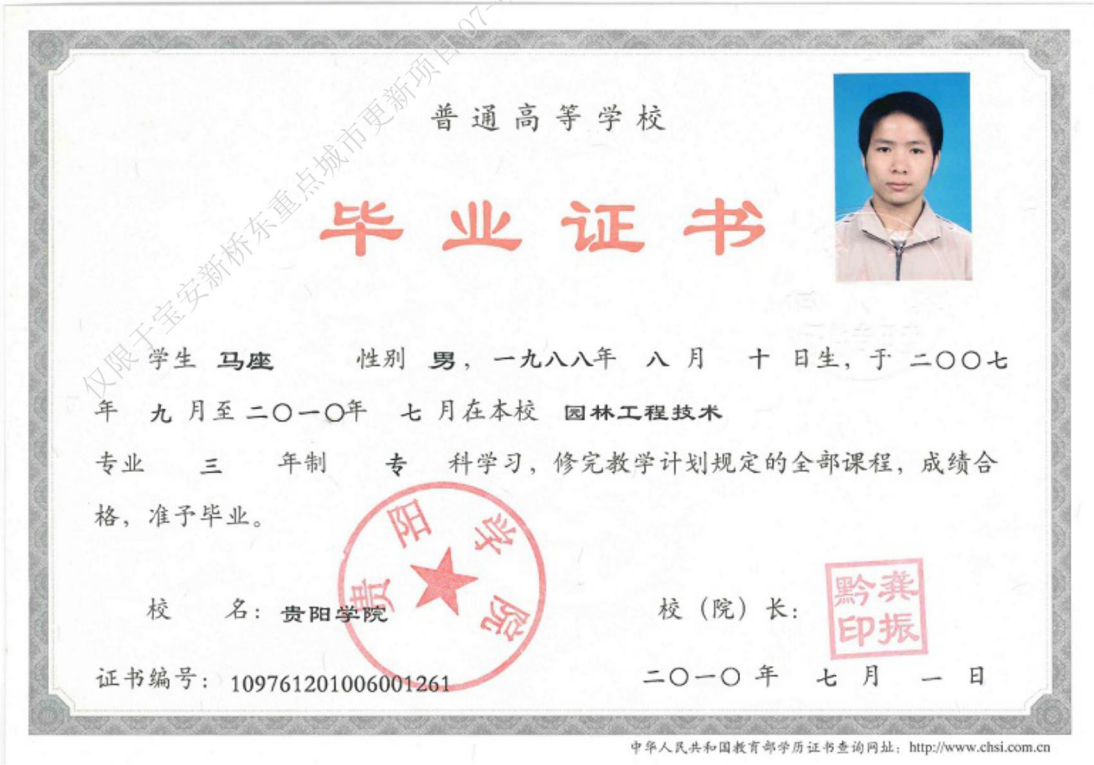 仅限于宝安新桥东重点城市更新项目07-
普通高等学校
毕业证书
学生 马座 性别 男，一九八八年 八 月 十 日生，于 二〇〇七
年 九 月至 二〇一〇年 七 月在本校 园林工程技术
专业 三 年制 专 科学习，修完教学计划规定的全部课程，成绩合
格，准予毕业。
贵阳学院
校 名：贵阳学院
校（院）长：
龚振黔印
证书编号：109761201006001261
二〇一〇年 七 月 一 日
中华人民共和国教育部学历证书查询网址：http://www.chsi.com.cn